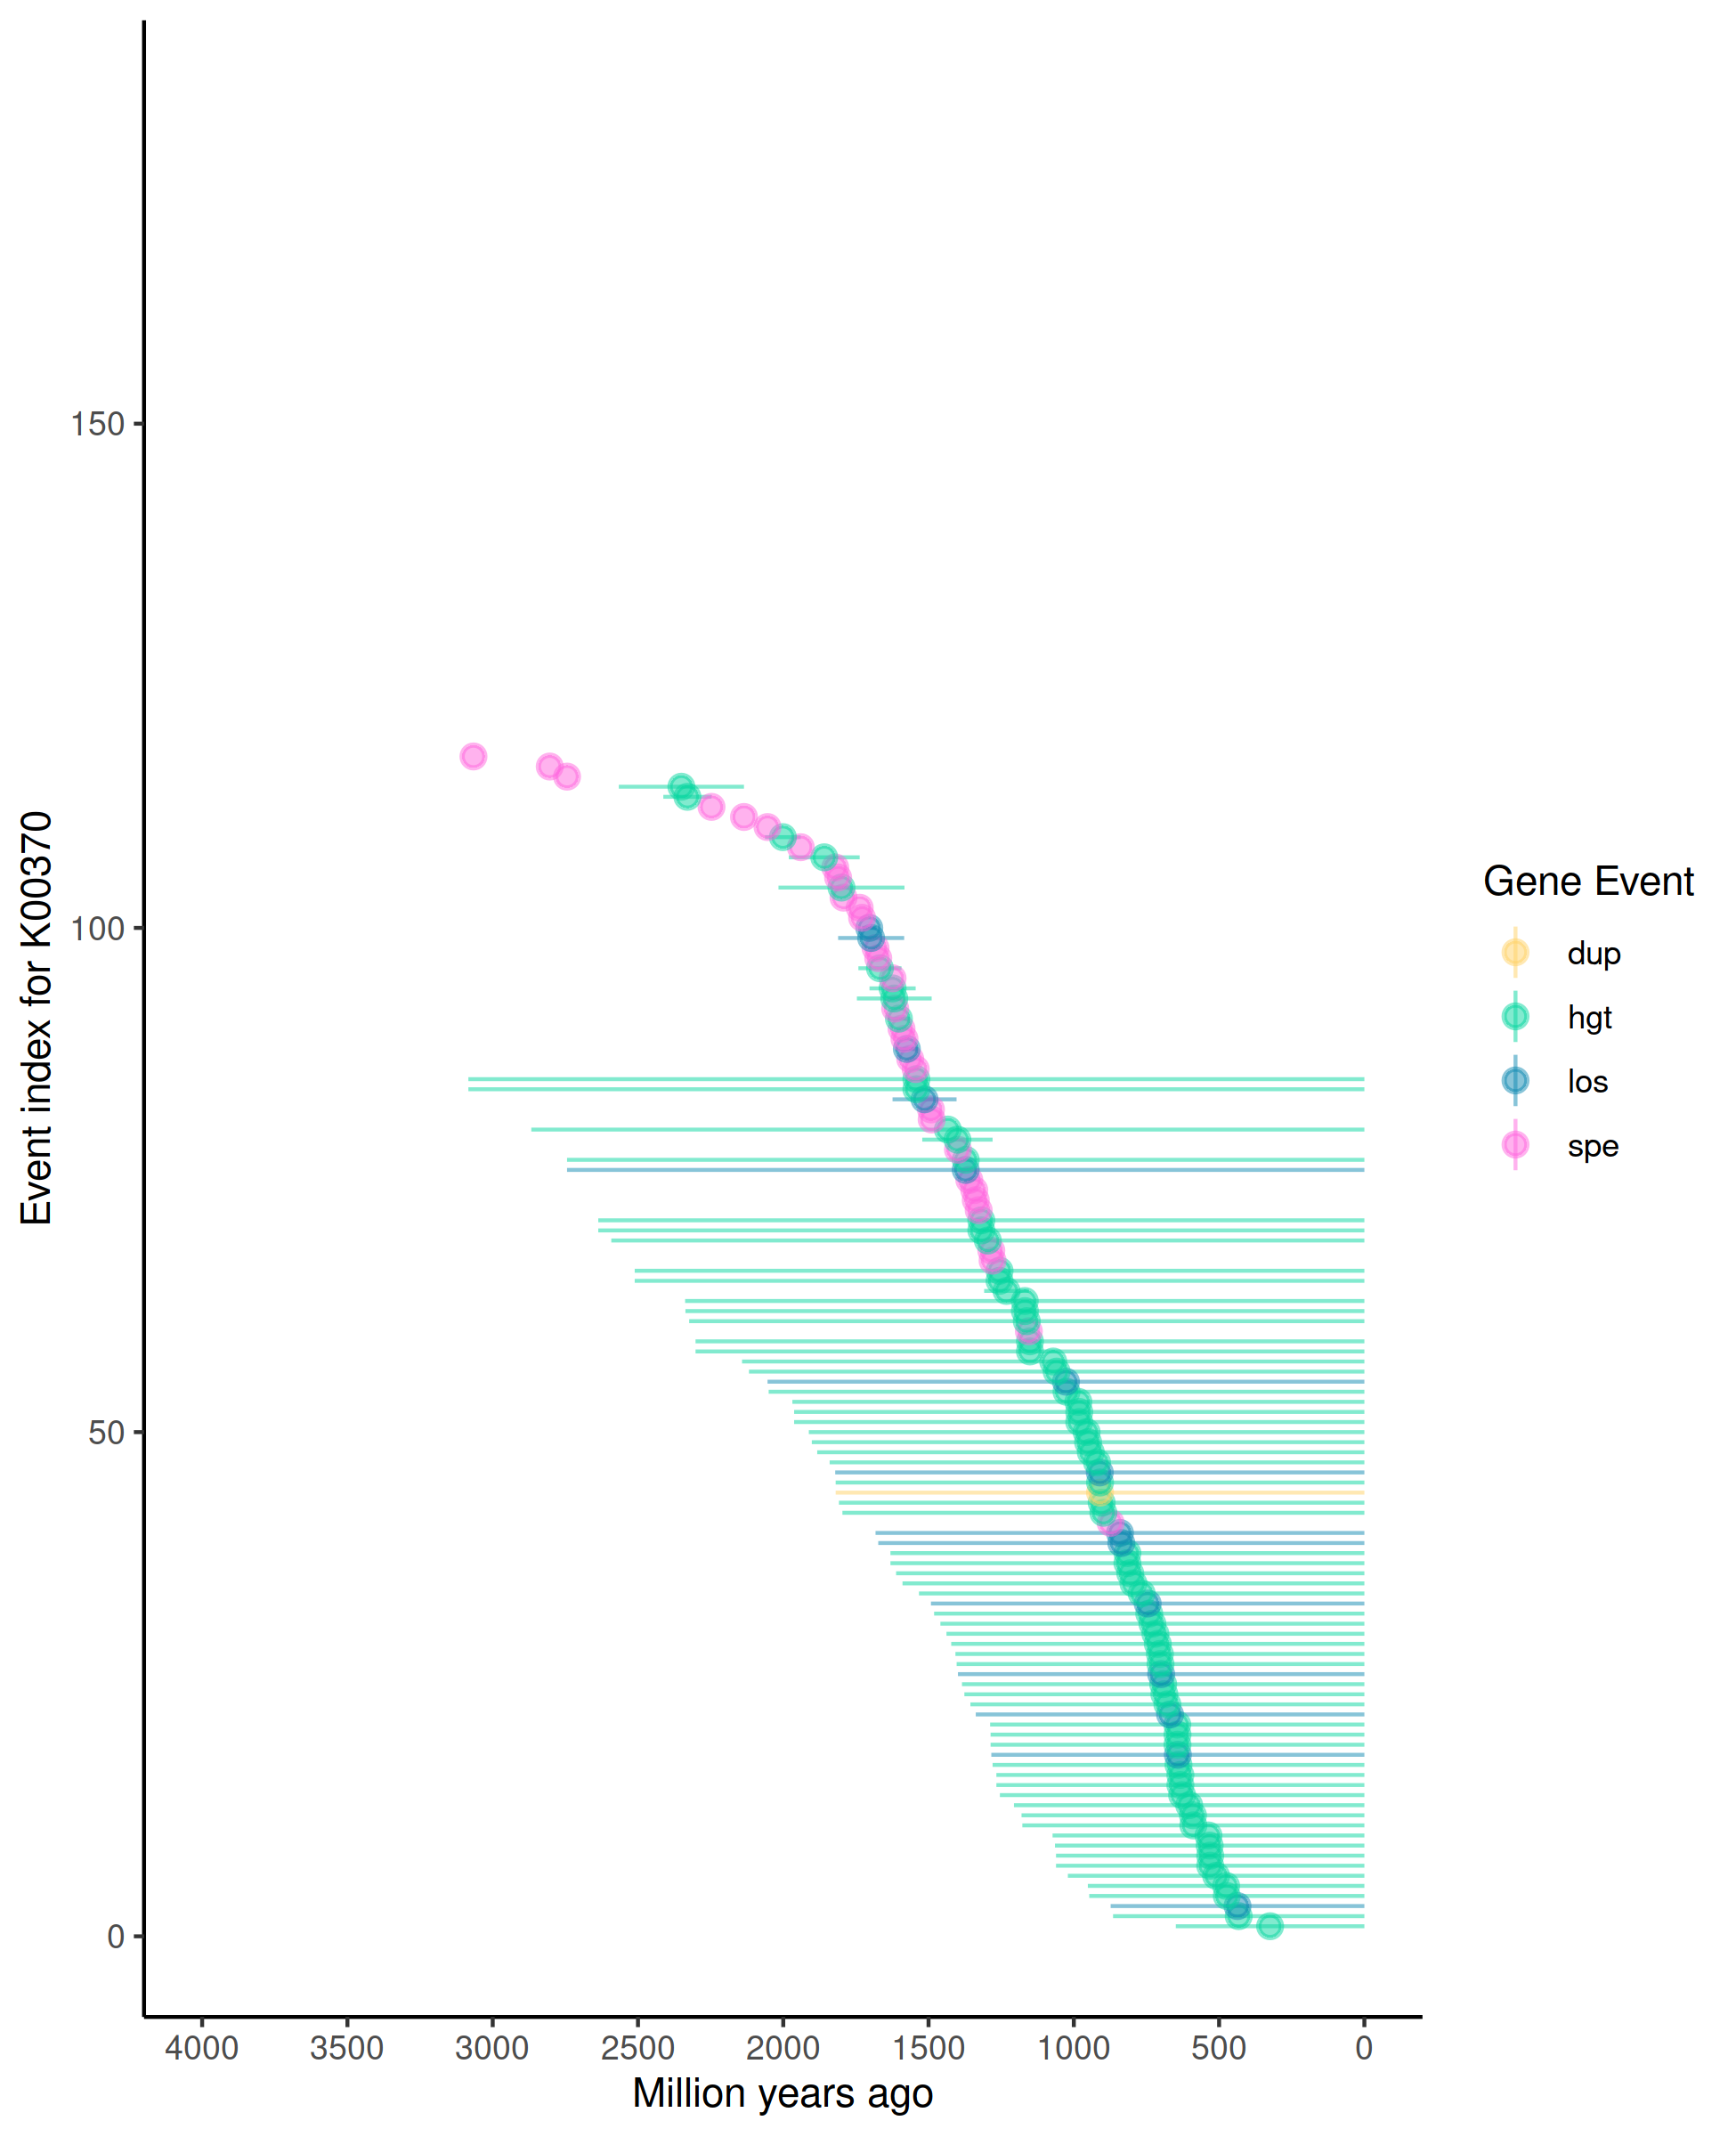 150
100
50
0
Event index for K00370
4000 3500 3000 2500 2000 1500 1000 500 0
Million years ago
Gene Event
dup
hgt
los
spe